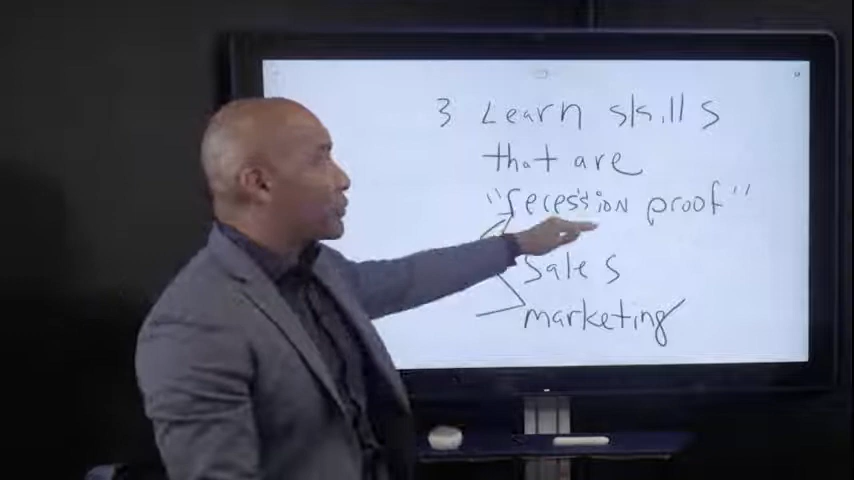 3 Learn skills
that are
"recession proof"
sales
marketing